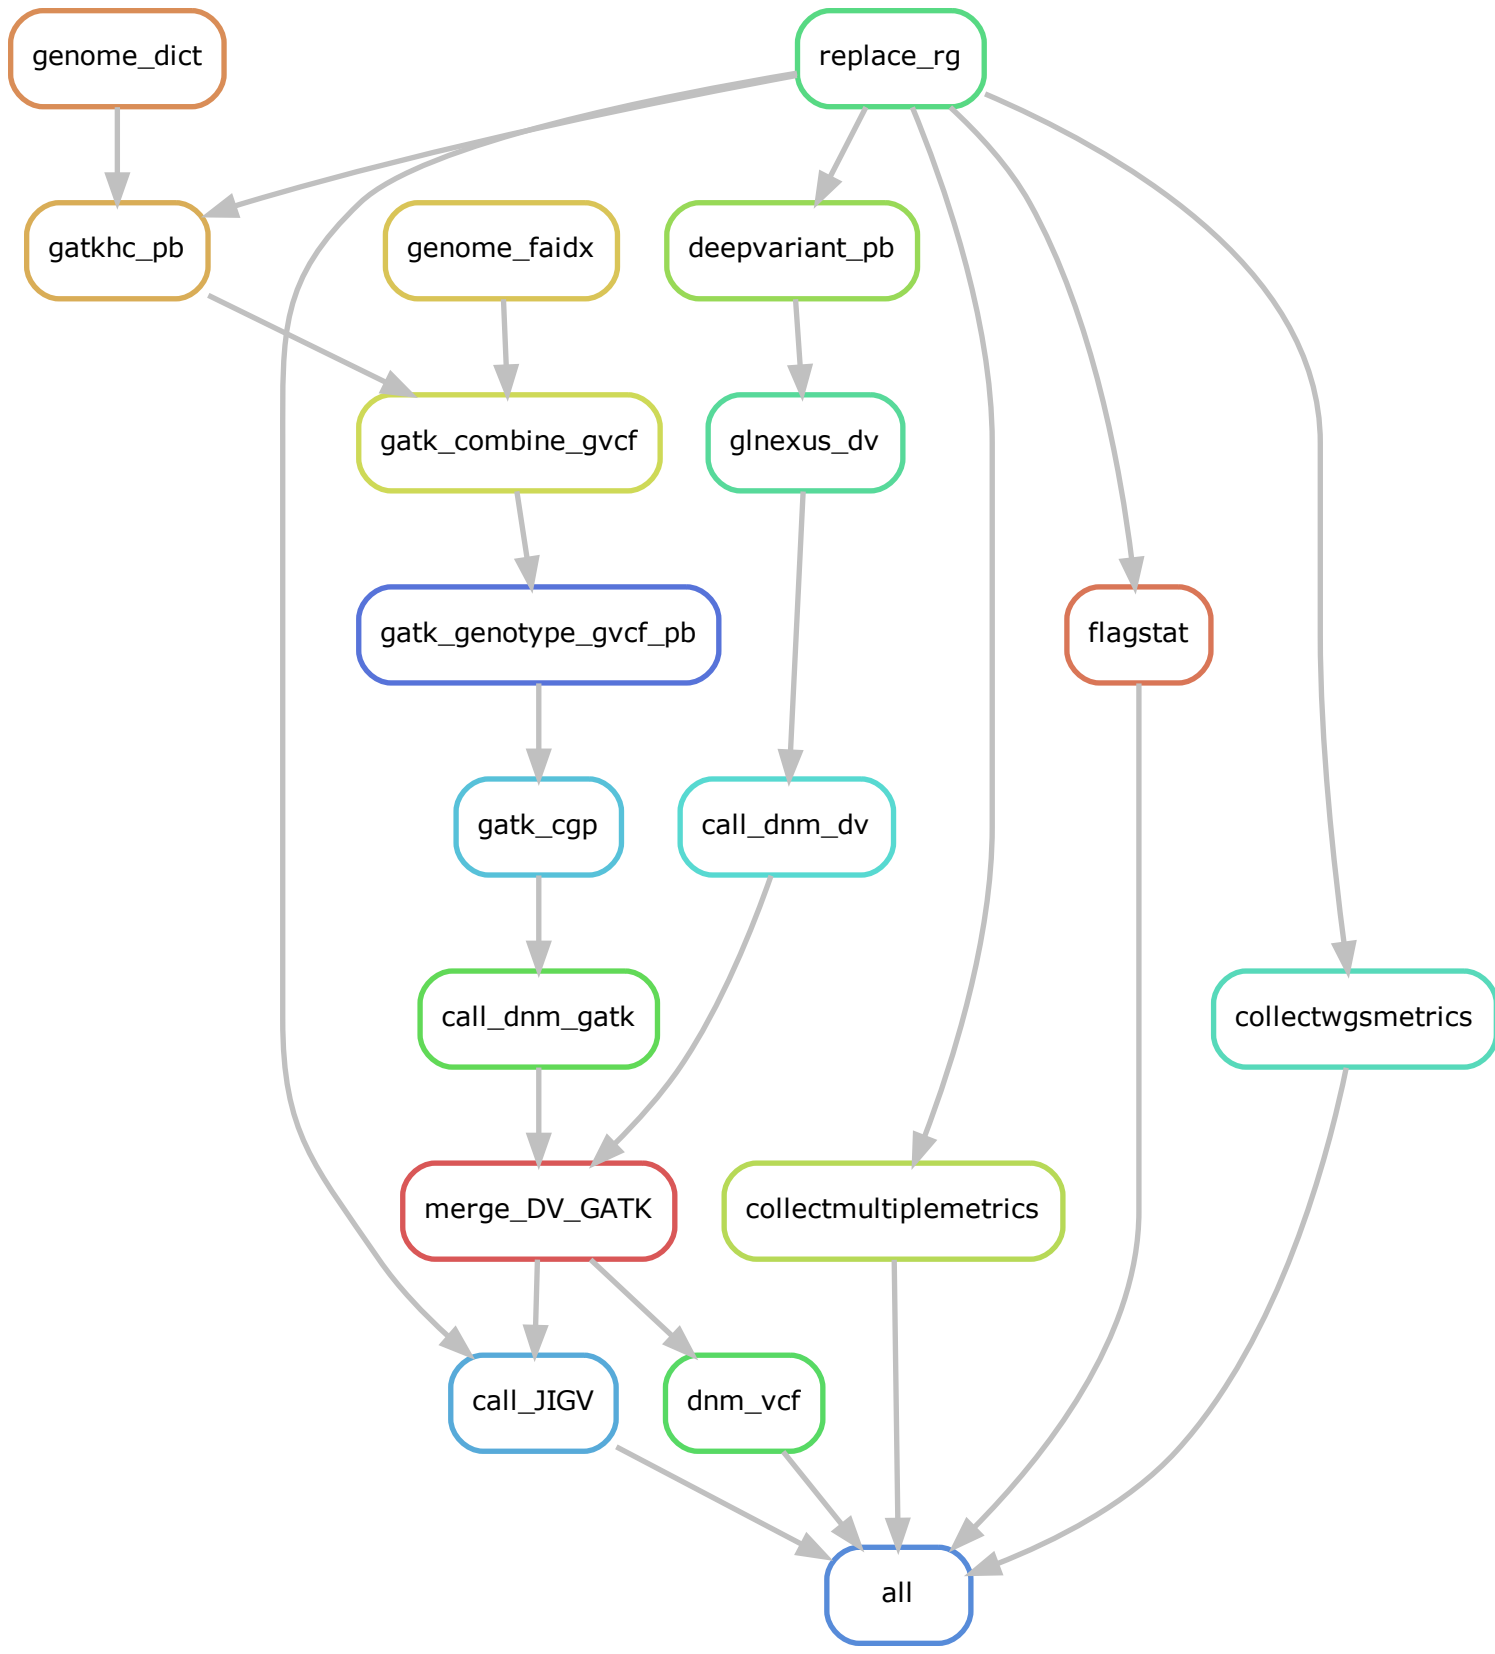 genome_dict
replace_rg
gatkhc_pb
genome_faidx
deepvariant_pb
gatk_combine_gvcf
glnexus_dv
gatk_genotype_gvcf_pb
flagstat
gatk_cgp
call_dnm_dv
call_dnm_gatk
collectwgsmetrics
merge_DV_GATK
collectmultiplemetrics
call_JIGV
dnm_vcf
all